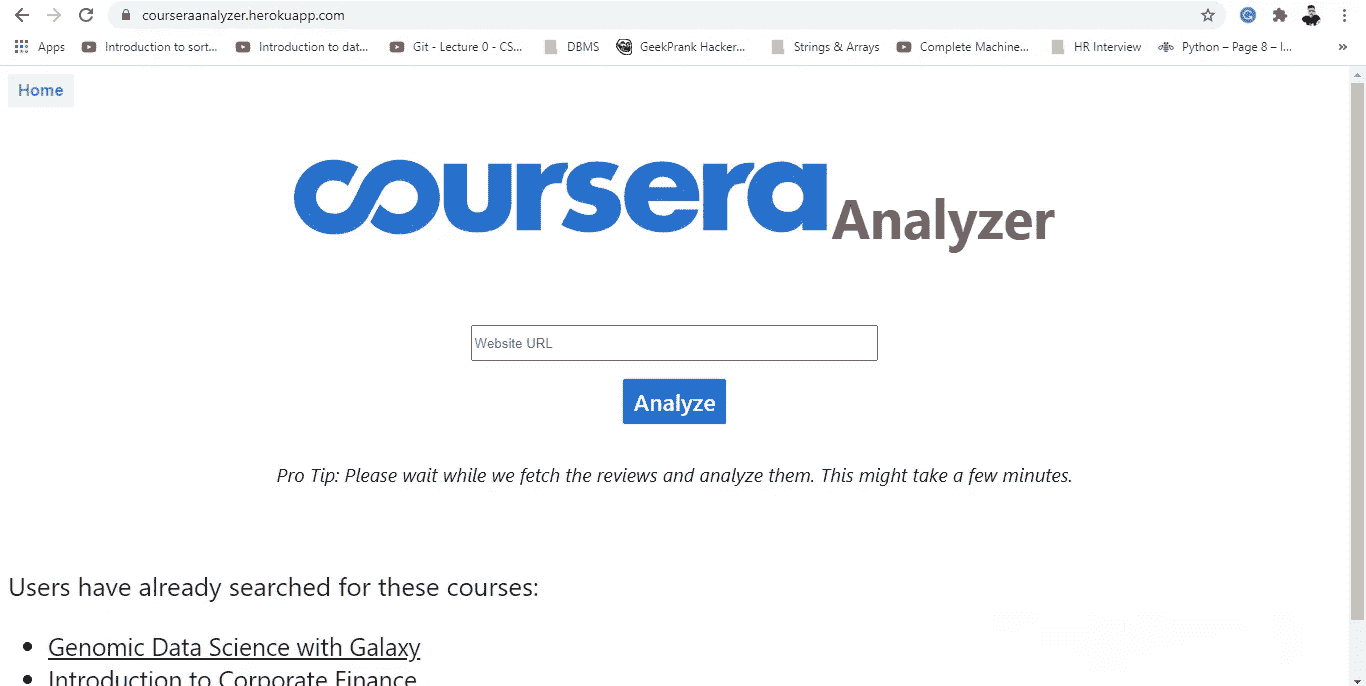 courseraanalyzer.herokuapp.com
Apps Introduction to sort... Introduction to dat... Git - Lecture 0 - CS... DBMS GeekPrank Hacker... Strings & Arrays Complete Machine... HR Interview Python – Page 8 – I... »
Home
coursera Analyzer
Website URL
Analyze
Pro Tip: Please wait while we fetch the reviews and analyze them. This might take a few minutes.
Users have already searched for these courses:
• Genomic Data Science with Galaxy
• Introduction to Corporate Finance